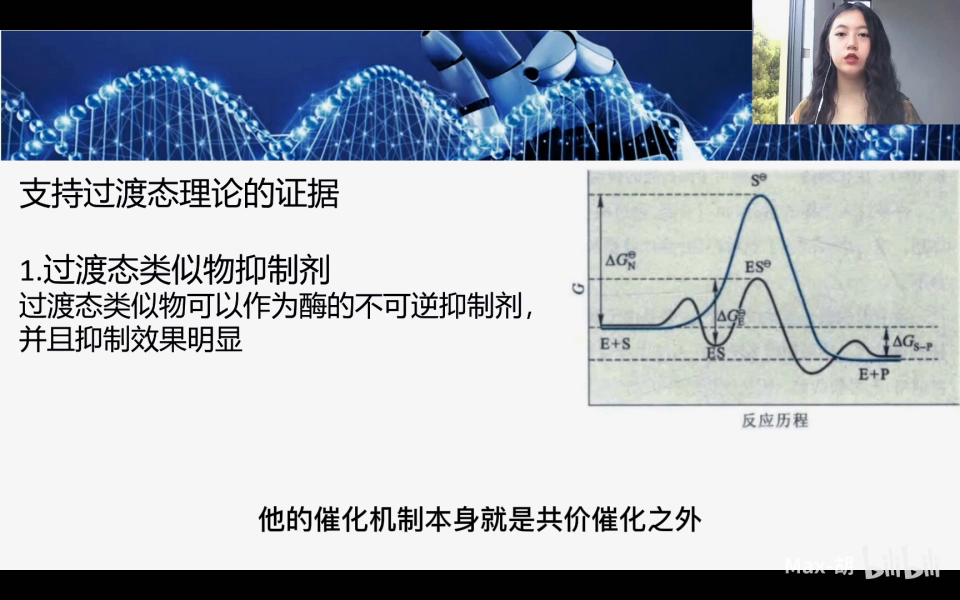 支持过渡态理论的证据
1.过渡态类似物抑制剂
过渡态类似物可以作为酶的不可逆抑制剂，
并且抑制效果明显
S⊖
ΔG⊖N
ES⊖
G
ΔG⊖E
E+S
ES
ΔGS-P
E+P
反应历程
他的催化机制本身就是共价催化之外
Max-胡 bilibili